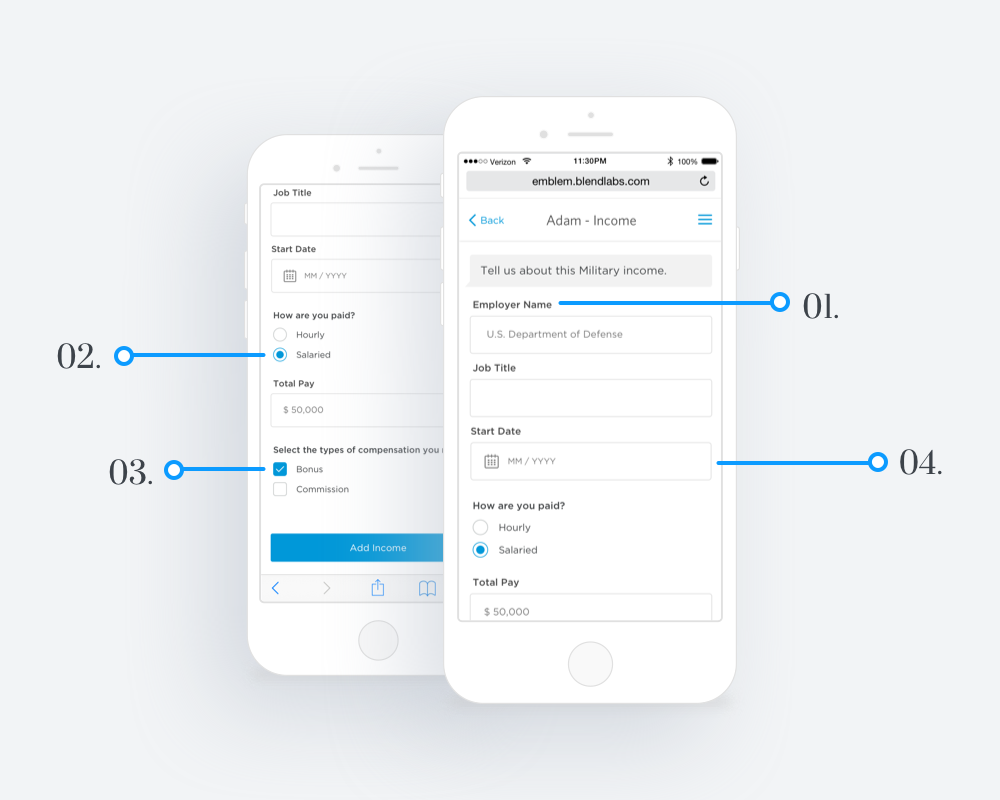 Job Title
Start Date
MM / YYYY
How are you paid?
Hourly
Salaried
Total Pay
$ 50,000
Select the types of compensation you
Bonus
Commission
Add Income
Verizon
11:30PM
100%
emblem.blendlabs.com
Back
Adam - Income
Tell us about this Military income.
Employer Name
U.S. Department of Defense
Job Title
Start Date
MM / YYYY
How are you paid?
Hourly
Salaried
Total Pay
$ 50,000
01.
02.
03.
04.